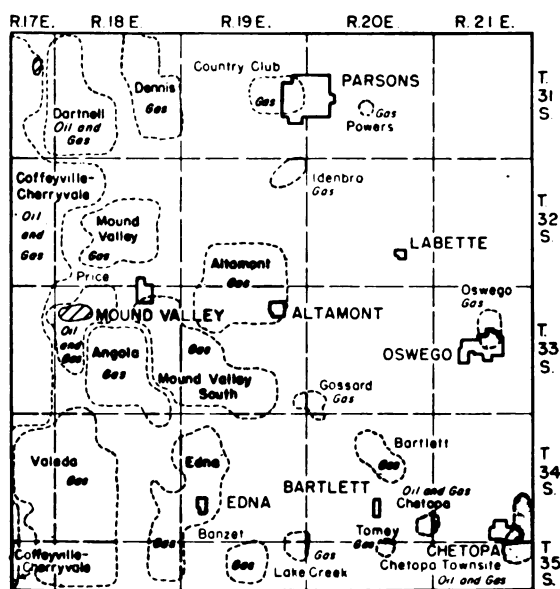 R.17E. R.18E. R.19E. R.20E. R. 21 E.
Country Club
PARSONS
Dennis
Gas
Gas
Gas
Powers
Dartnell
Oil and
Gas
T.
31
S.
Coffeyville-
Cherryvale
Idenbro
Gas
Oil
and
Gas
Mound
Valley
Gas
LABETTE
T.
32
S.
Altamont
Gas
Price
MOUND VALLEY
ALTAMONT
Oswego
Gas
Oil
and
Gas
Angola
Gas
Gas
Mound Valley
South
OSWEGO
Gossard
Gas
T.
33
S.
Valeda
Gas
Edna
EDNA
Bartlett
Gas
BARTLETT
Oil and Gas
Chetopa
T
34
S.
Banzet
Gas
Gas
Gas
Lake Creek
Tomey
Gas
CHETOPA
Chetopa Townsite
Oil and Gas
Coffeyville-
Cherryvale
T.
35
S.